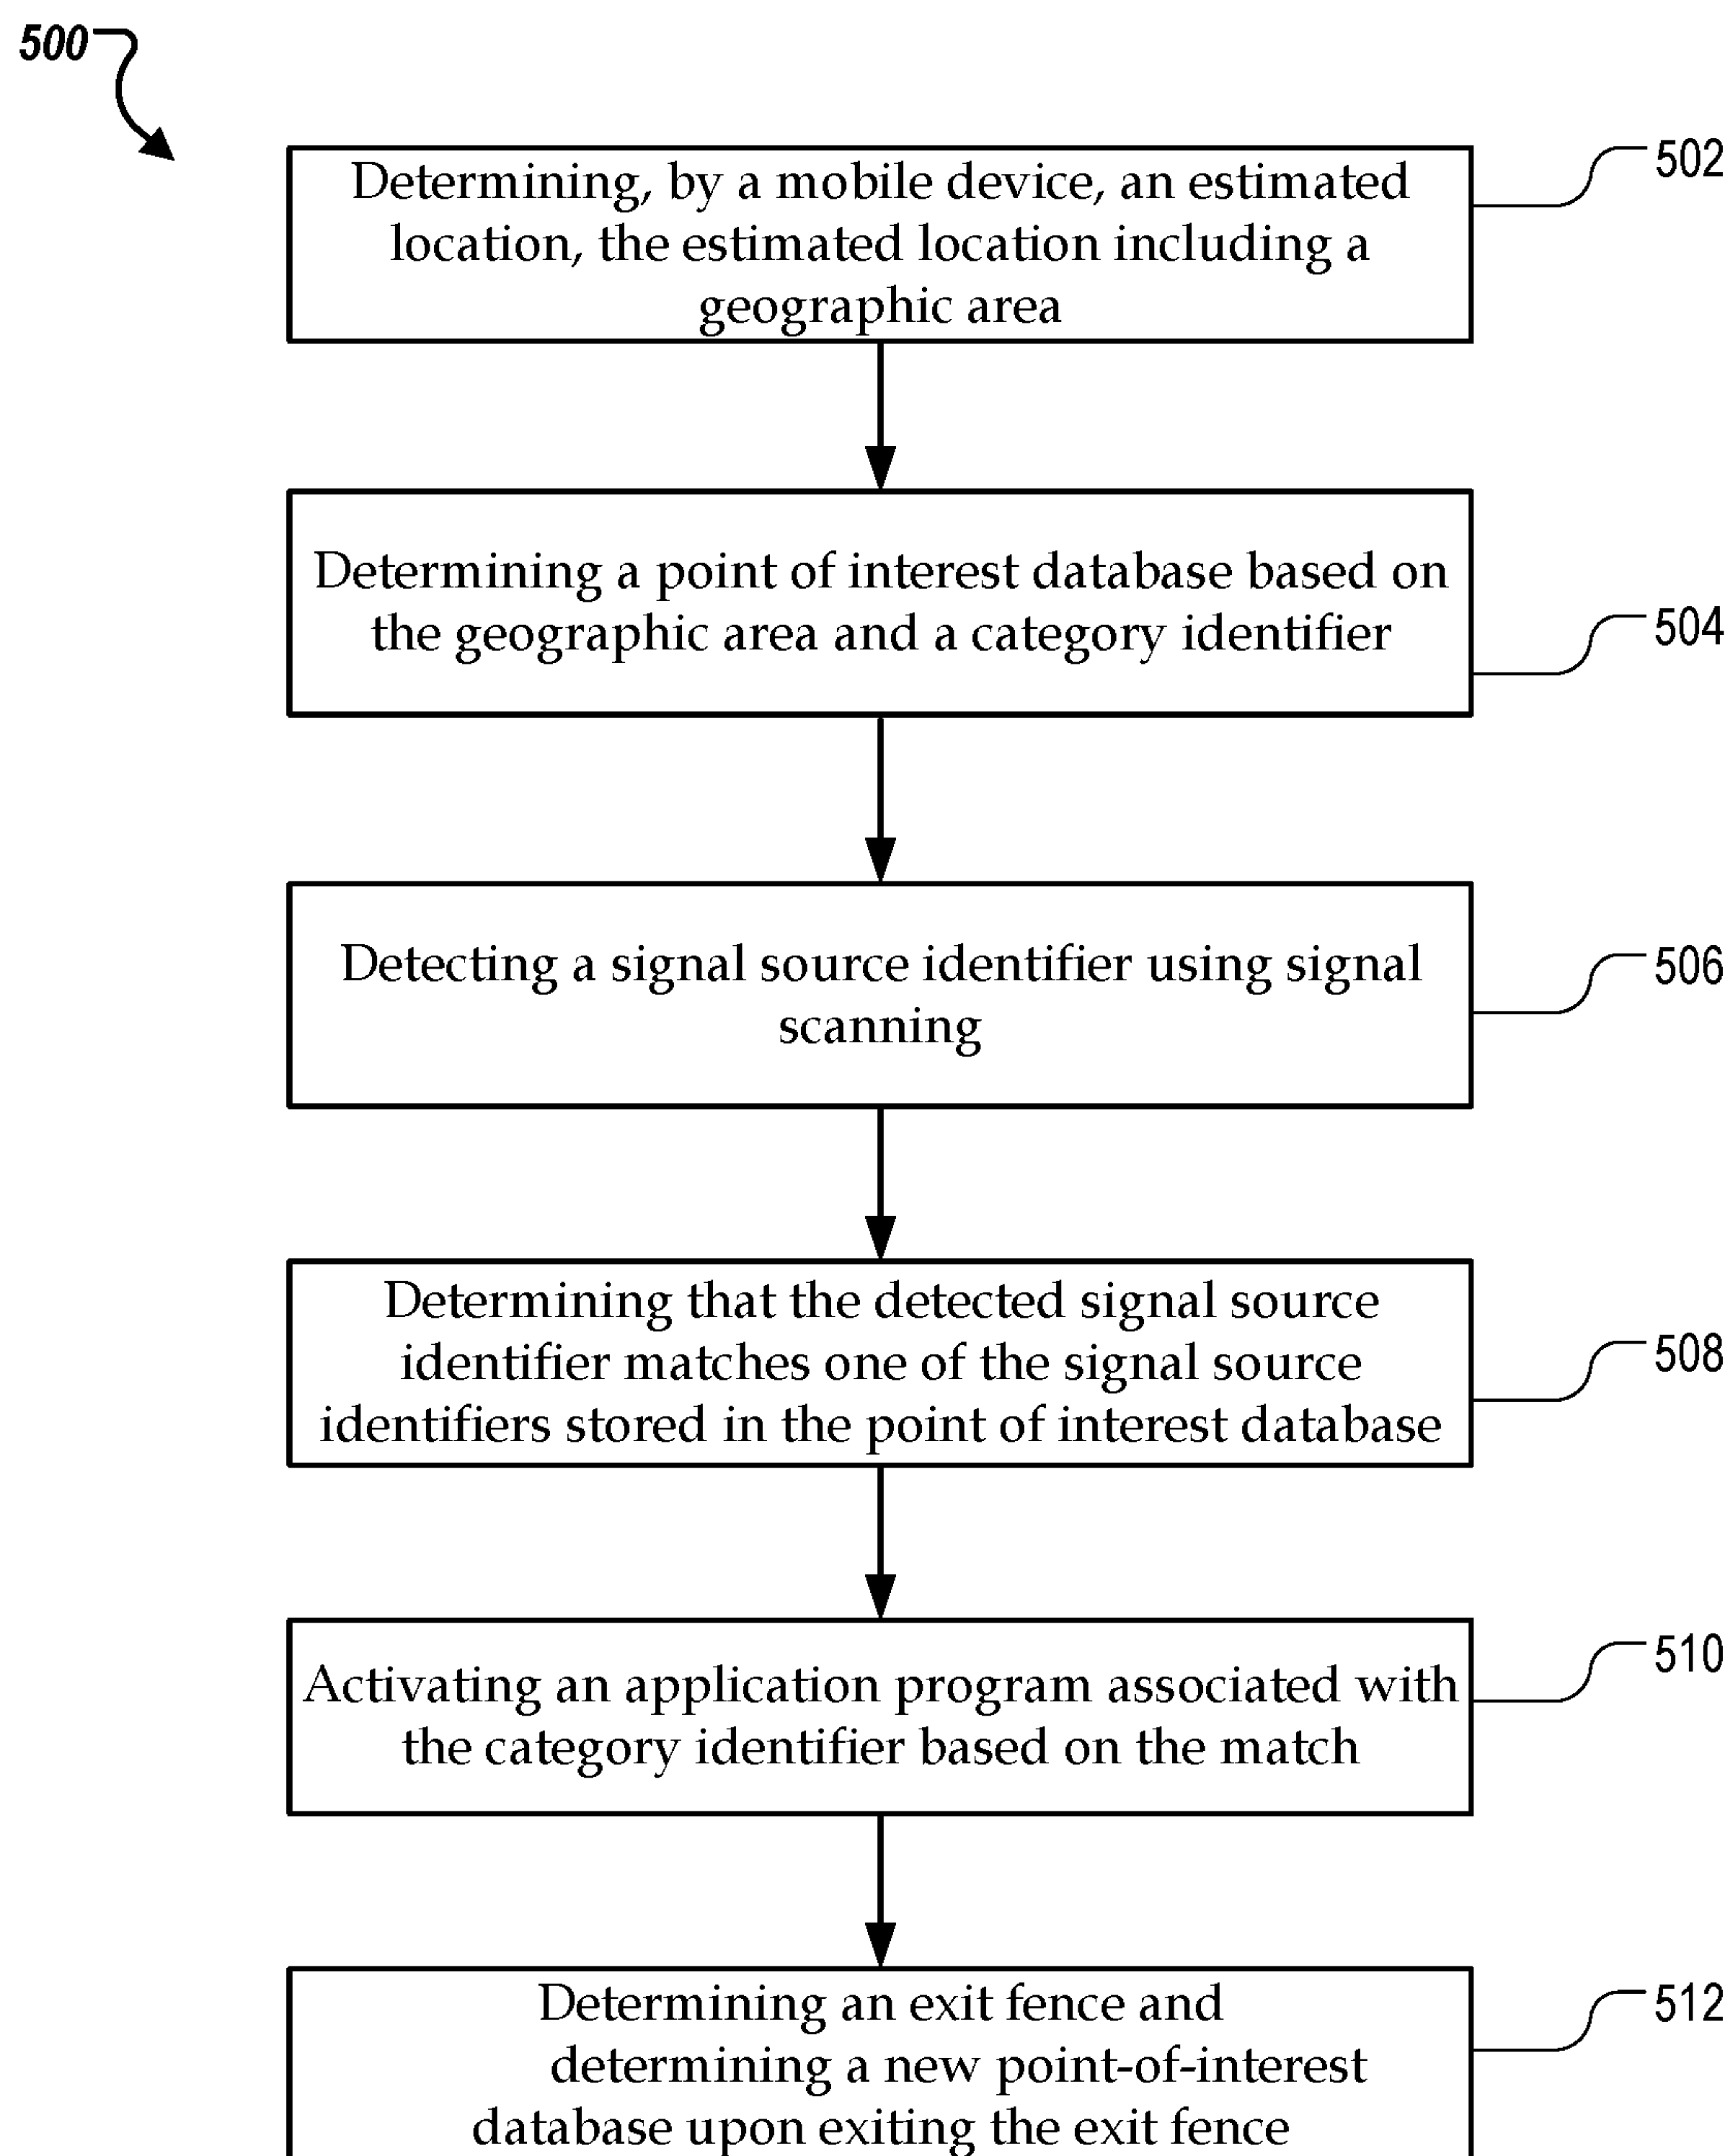 500
Determining, by a mobile device, an estimated
location, the estimated location including a
geographic area
502
Determining a point of interest database based on
the geographic area and a category identifier
504
Detecting a signal source identifier using signal
scanning
506
Determining that the detected signal source
identifier matches one of the signal source
identifiers stored in the point of interest database
508
Activating an application program associated with
the category identifier based on the match
510
Determining an exit fence and
determining a new point-of-interest
database upon exiting the exit fence
512